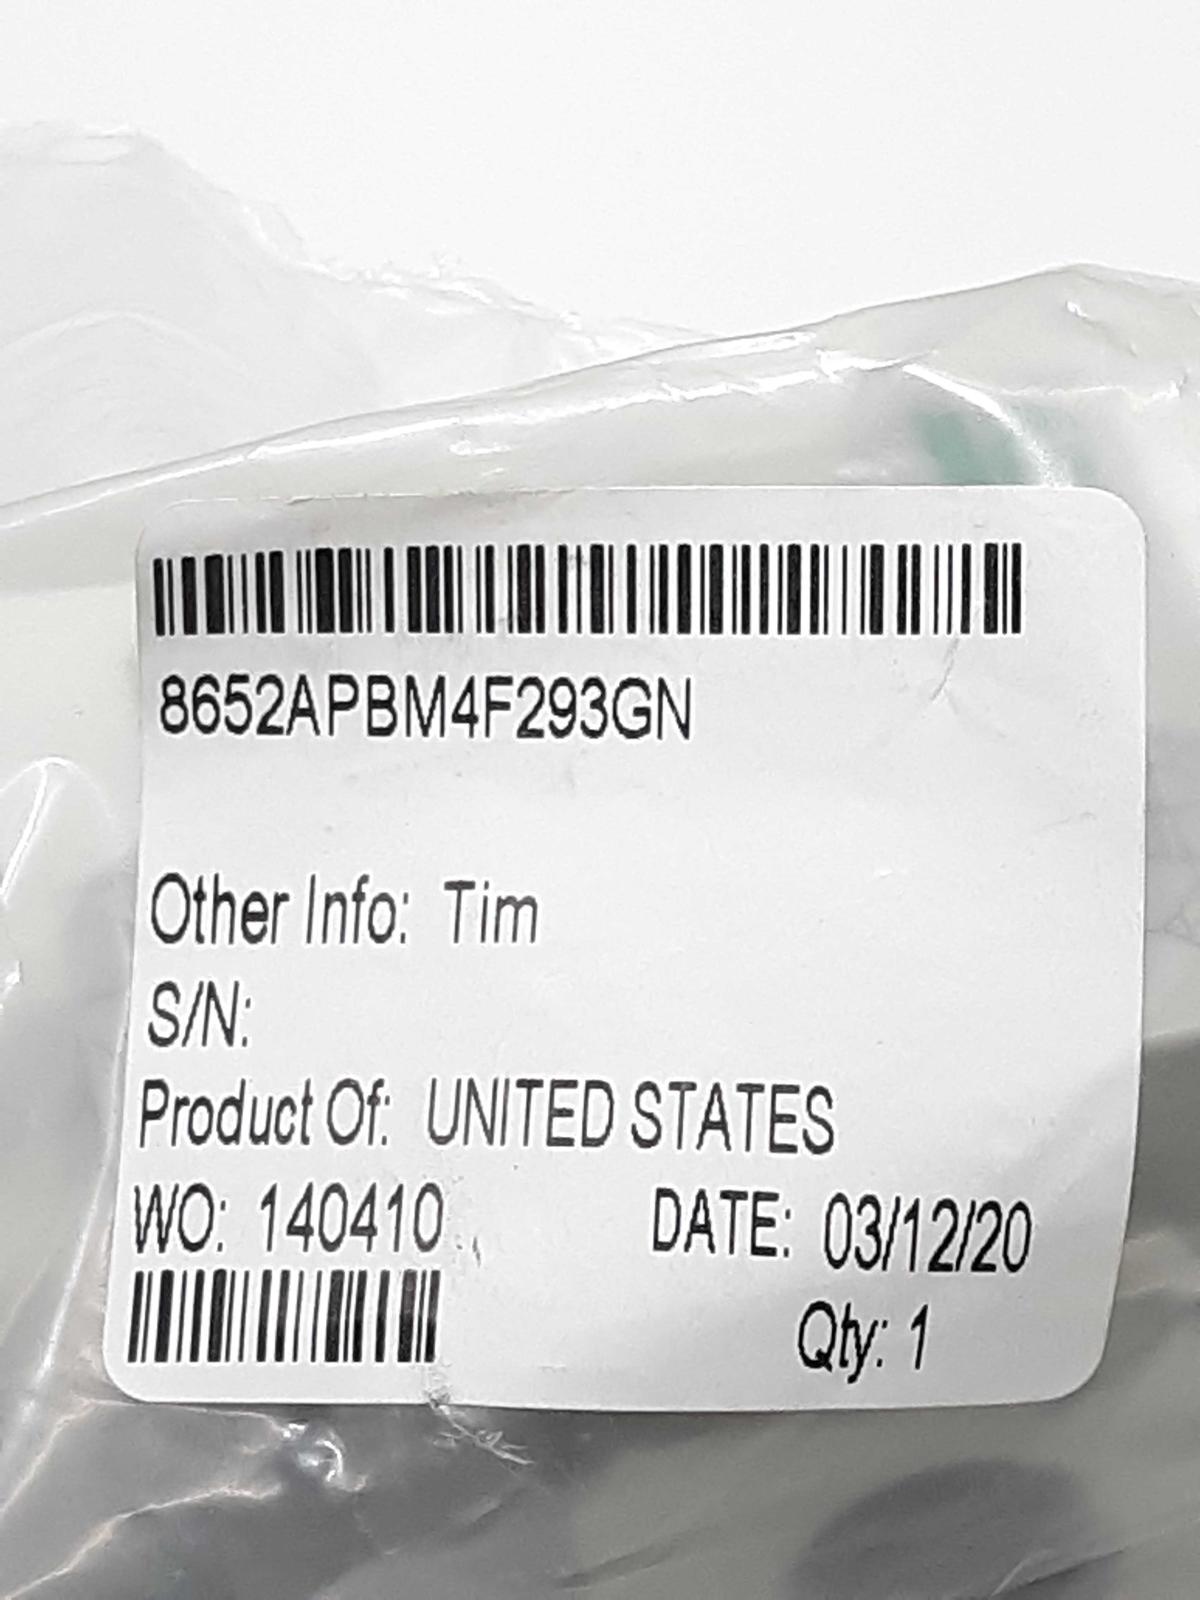 8652APBM4F293GN
Other Info: Tim
S/N:
Product Of: UNITED STATES
WO: 140410 DATE: 03/12/20
Qty: 1